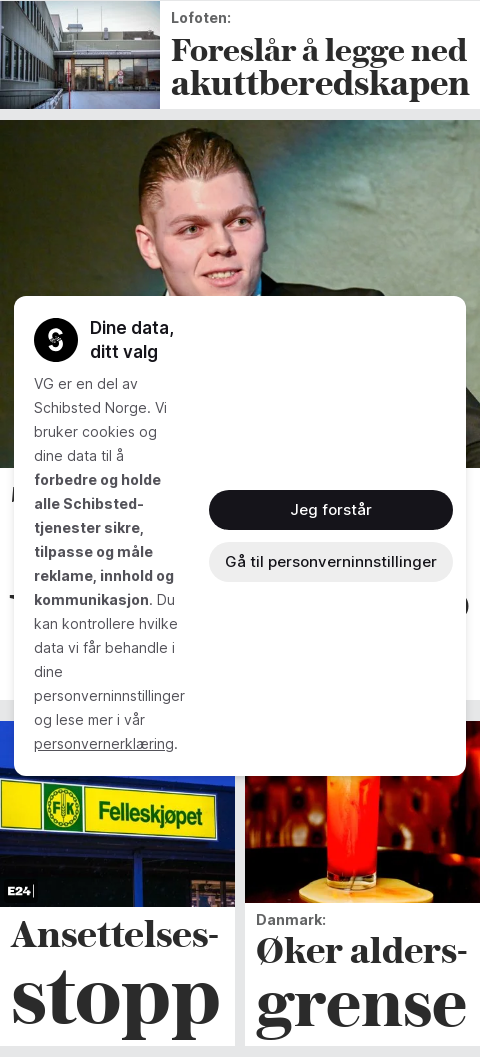 Lofoten:
Foreslår å legge ned
akuttberedskapen
Dine data,
ditt valg
VG er en del av
Schibsted Norge. Vi
bruker cookies og
dine data til å
forbedre og holde
alle Schibsted-
tjenester sikre,
tilpasse og måle
reklame, innhold og
kommunikasjon. Du
kan kontrollere hvilke
data vi får behandle i
dine
personverninnstillinger
og lese mer i vår
personvernerklæring.
Jeg forstår
Gå til personverninnstillinger
FK Felleskjøpet
E24
Ansettelses-
stopp
Danmark:
Øker alders-
grense